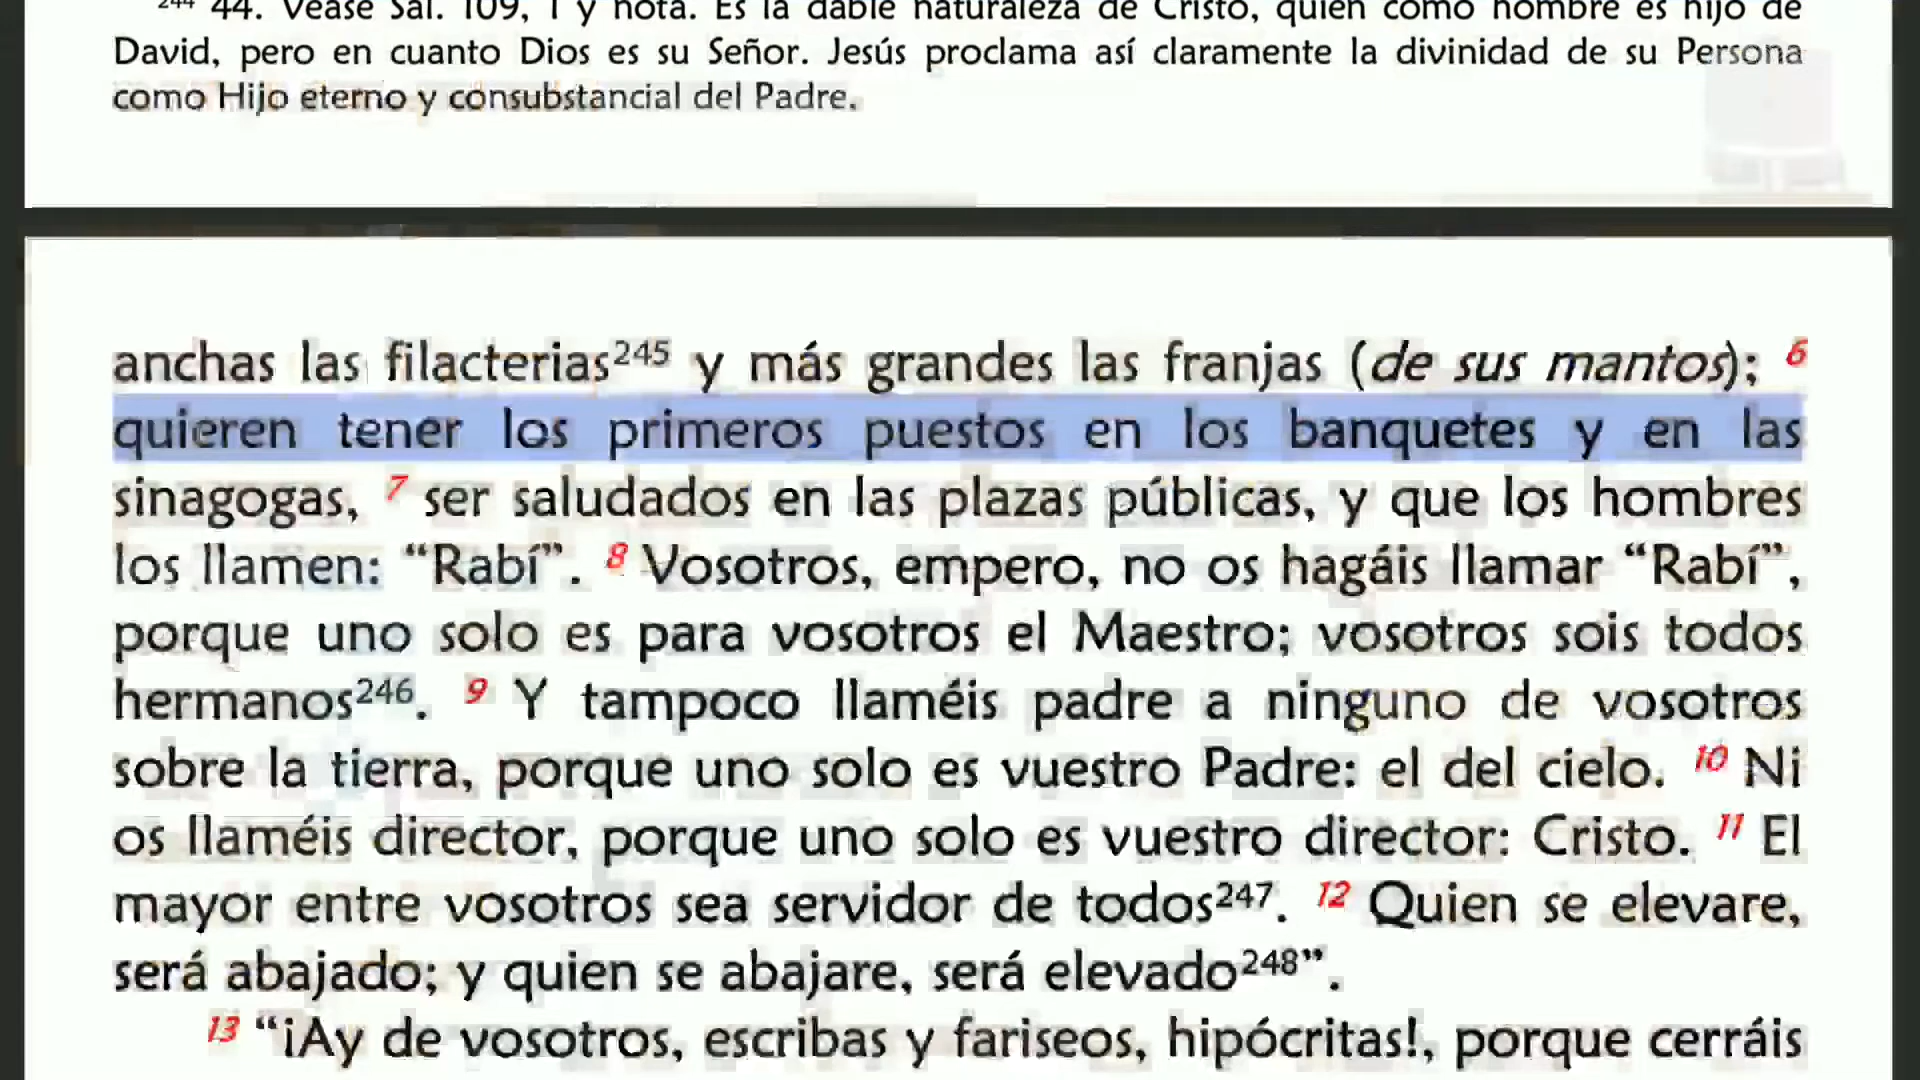 ²⁴⁴ 44. Véase Sal. 109, 1 y nota. Es la dable naturaleza de Cristo, quien como hombre es hijo de
David, pero en cuanto Dios es su Señor. Jesús proclama así claramente la divinidad de su Persona
como Hijo eterno y consubstancial del Padre.
anchas las filacterias²⁴⁵ y más grandes las franjas (de sus mantos); 6
quieren tener los primeros puestos en los banquetes y en las
sinagogas, 7 ser saludados en las plazas públicas, y que los hombres
los llamen: “Rabí”. 8 Vosotros, empero, no os hagáis llamar “Rabí”,
porque uno solo es para vosotros el Maestro; vosotros sois todos
hermanos²⁴⁶. 9 Y tampoco llaméis padre a ninguno de vosotros
sobre la tierra, porque uno solo es vuestro Padre: el del cielo. 10 Ni
os llaméis director, porque uno solo es vuestro director: Cristo. 11 El
mayor entre vosotros sea servidor de todos²⁴⁷. 12 Quien se elevare,
será abajado; y quien se abajare, será elevado²⁴⁸”.
13 “¡Ay de vosotros, escribas y fariseos, hipócritas!, porque cerráis